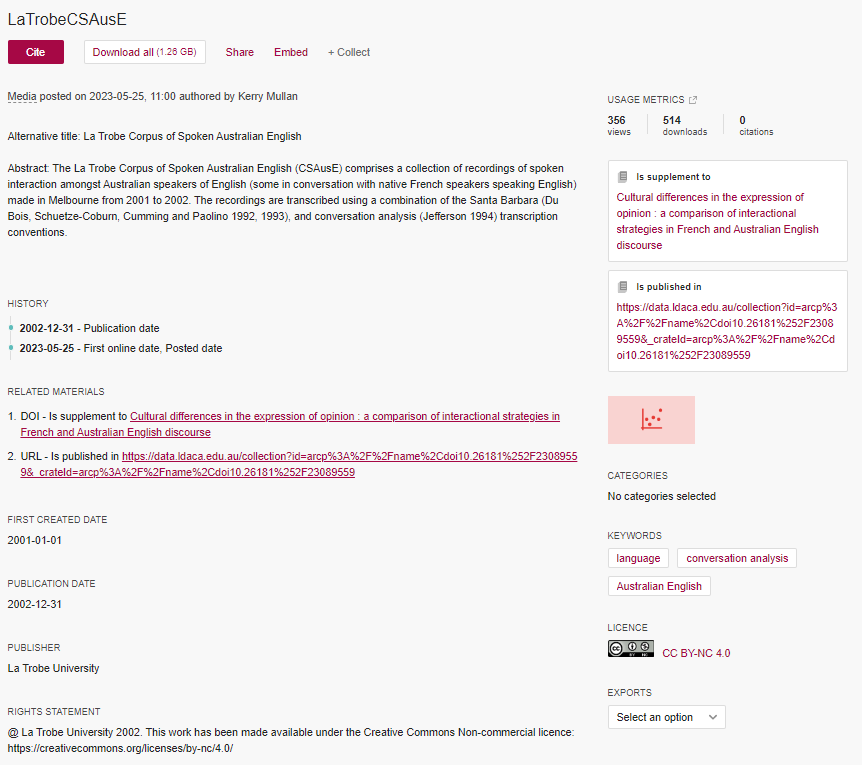 LaTrobeCSAusE
Cite
Download all (1.26 GB)
Share
Embed
+ Collect
Media posted on 2023-05-25, 11:00 authored by Kerry Mullan
Alternative title: La Trobe Corpus of Spoken Australian English
Abstract: The La Trobe Corpus of Spoken Australian English (CSAusE) comprises a collection of recordings of spoken
interaction amongst Australian speakers of English (some in conversation with native French speakers speaking English)
made in Melbourne from 2001 to 2002. The recordings are transcribed using a combination of the Santa Barbara (Du
Bois, Schuetze-Coburn, Cumming and Paolino 1992, 1993), and conversation analysis (Jefferson 1994) transcription
conventions.
HISTORY
2002-12-31 - Publication date
2023-05-25 - First online date, Posted date
RELATED MATERIALS
1. DOI - Is supplement to Cultural differences in the expression of opinion : a comparison of interactional strategies in
French and Australian English discourse
2. URL - Is published in https://data.ldaca.edu.au/collection?id=arcp%3A%2F%2Fname%2Cdoi10.26181%252F2308955
9&_crateId=arcp%3A%2F%2Fname%2Cdoi10.26181%252F23089559
FIRST CREATED DATE
2001-01-01
PUBLICATION DATE
2002-12-31
PUBLISHER
La Trobe University
RIGHTS STATEMENT
@ La Trobe University 2002. This work has been made available under the Creative Commons Non-commercial licence:
https://creativecommons.org/licenses/by-nc/4.0/
USAGE METRICS
356
views
514
downloads
0
citations
Is supplement to
Cultural differences in the expression of
opinion : a comparison of interactional
strategies in French and Australian English
discourse
Is published in
https://data.ldaca.edu.au/collection?id=arcp%3
A%2F%2Fname%2Cdoi10.26181%252F2308
9559&_crateId=arcp%3A%2F%2Fname%2Cd
oi10.26181%252F23089559
CATEGORIES
No categories selected
KEYWORDS
language
conversation analysis
Australian English
LICENCE
cc BY NC
CC BY-NC 4.0
EXPORTS
Select an option